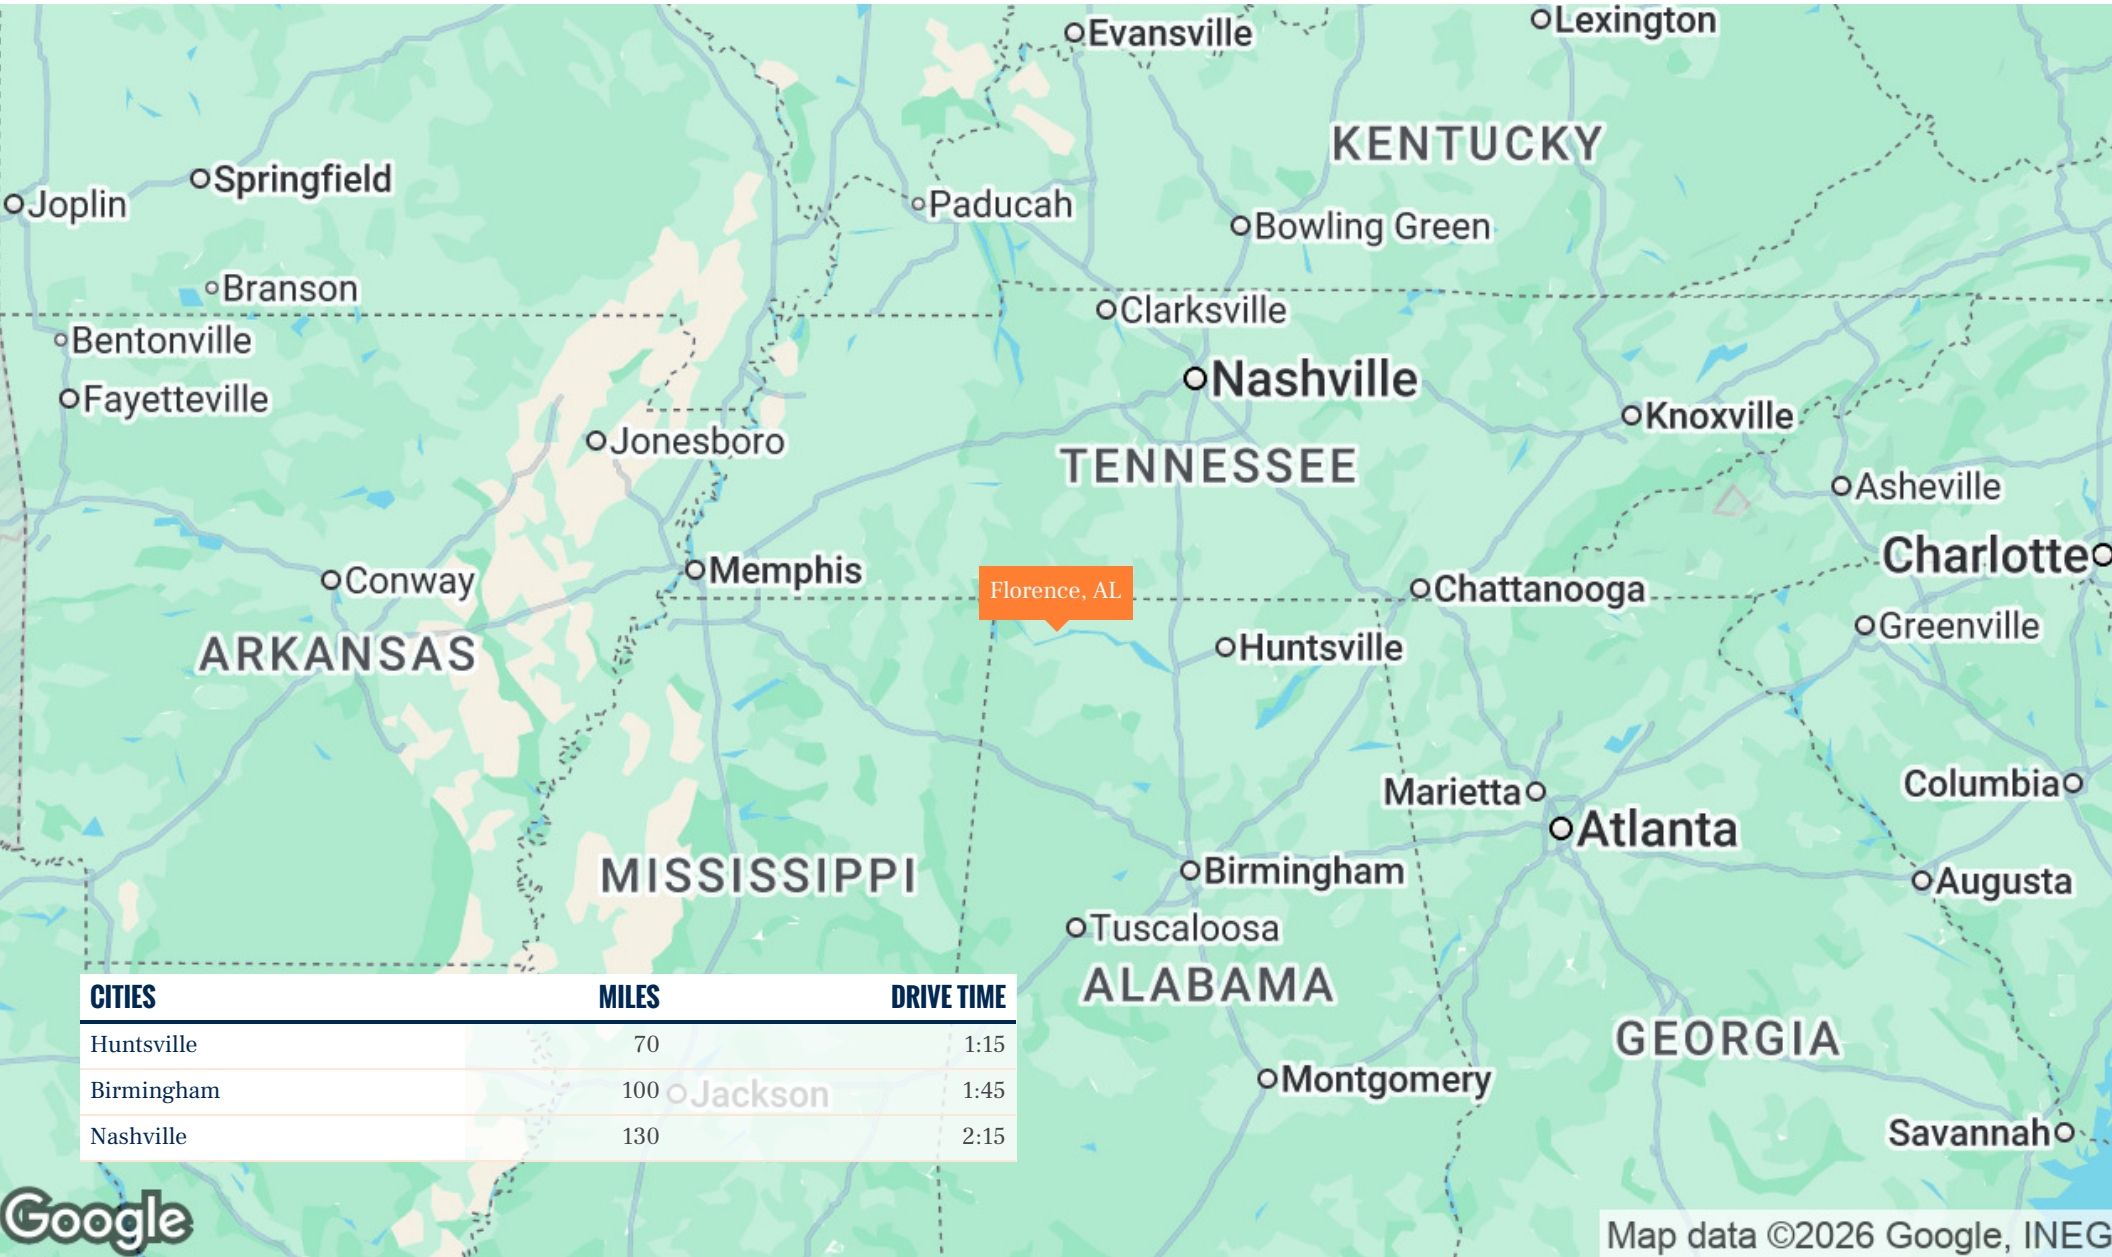 Evansville
Lexington
KENTUCKY
Springfield
Joplin
Paducah
Bowling Green
Branson
Clarksville
Bentonville
Nashville
Fayetteville
Knoxville
Jonesboro
TENNESSEE
Asheville
Charlotte
Memphis
Conway
Florence, AL
Chattanooga
Greenville
ARKANSAS
Huntsville
Columbia
Marietta
Atlanta
MISSISSIPPI
Birmingham
Augusta
Tuscaloosa
ALABAMA
GEORGIA
Montgomery
Savannah
CITIES MILES DRIVE TIME
Huntsville 70 1:15
Birmingham 100 1:45
Jackson
Nashville 130 2:15
Google
Map data ©2026 Google, INEG